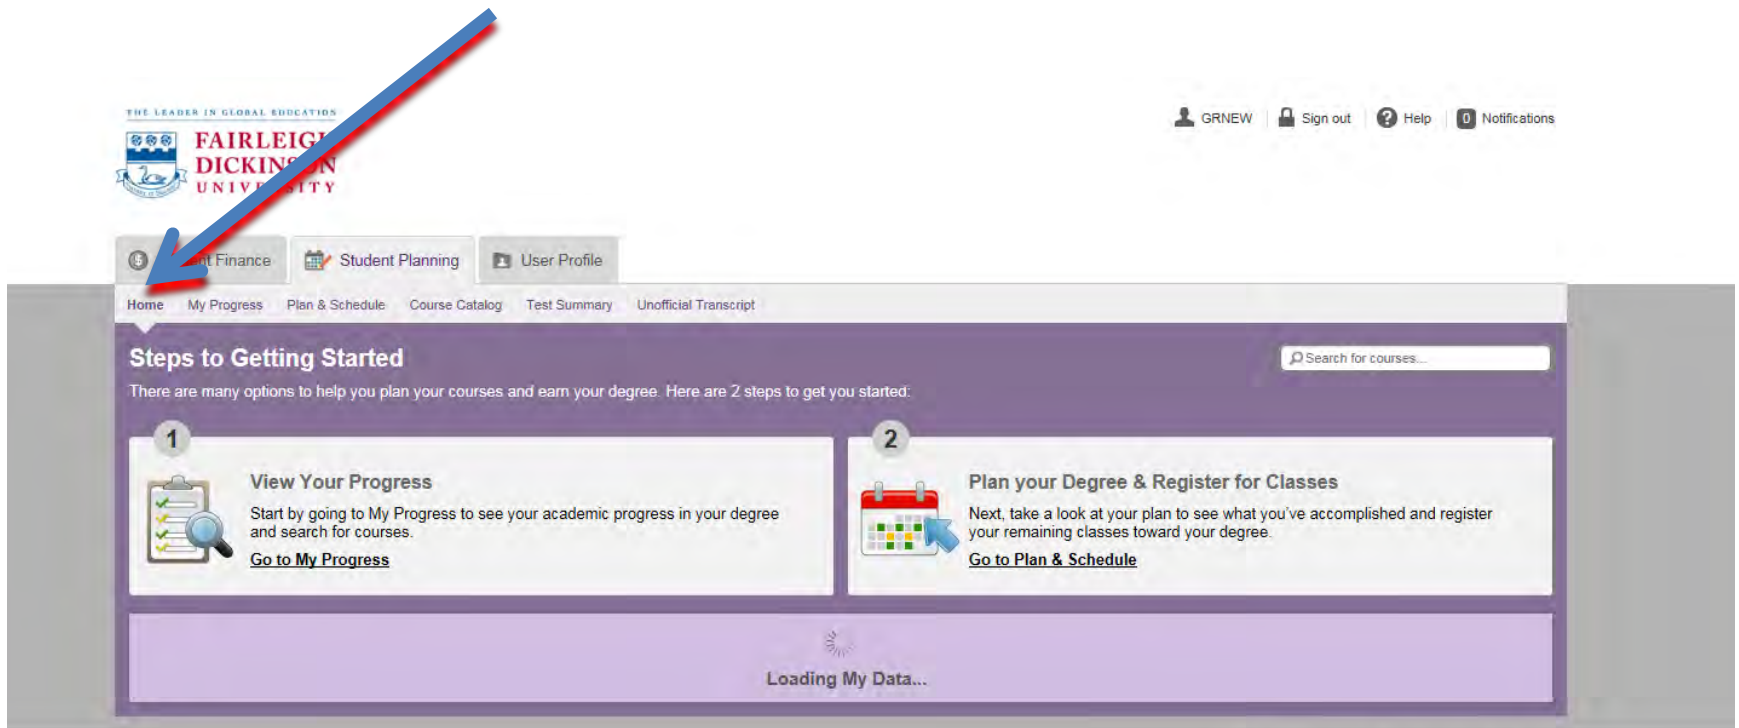 THE LEADER IN GLOBAL EDUCATION
FAIRLEIG
DICKINSON
UNIVERSITY
GRNEW
Sign out
Help
0 Notifications
Finance
Student Planning
User Profile
Home
My Progress
Plan & Schedule
Course Catalog
Test Summary
Unofficial Transcript
Steps to Getting Started
Search for courses...
There are many options to help you plan your courses and earn your degree. Here are 2 steps to get you started:
1
View Your Progress
Start by going to My Progress to see your academic progress in your degree
and search for courses.
Go to My Progress
2
Plan your Degree & Register for Classes
Next, take a look at your plan to see what you've accomplished and register
your remaining classes toward your degree.
Go to Plan & Schedule
Loading My Data...